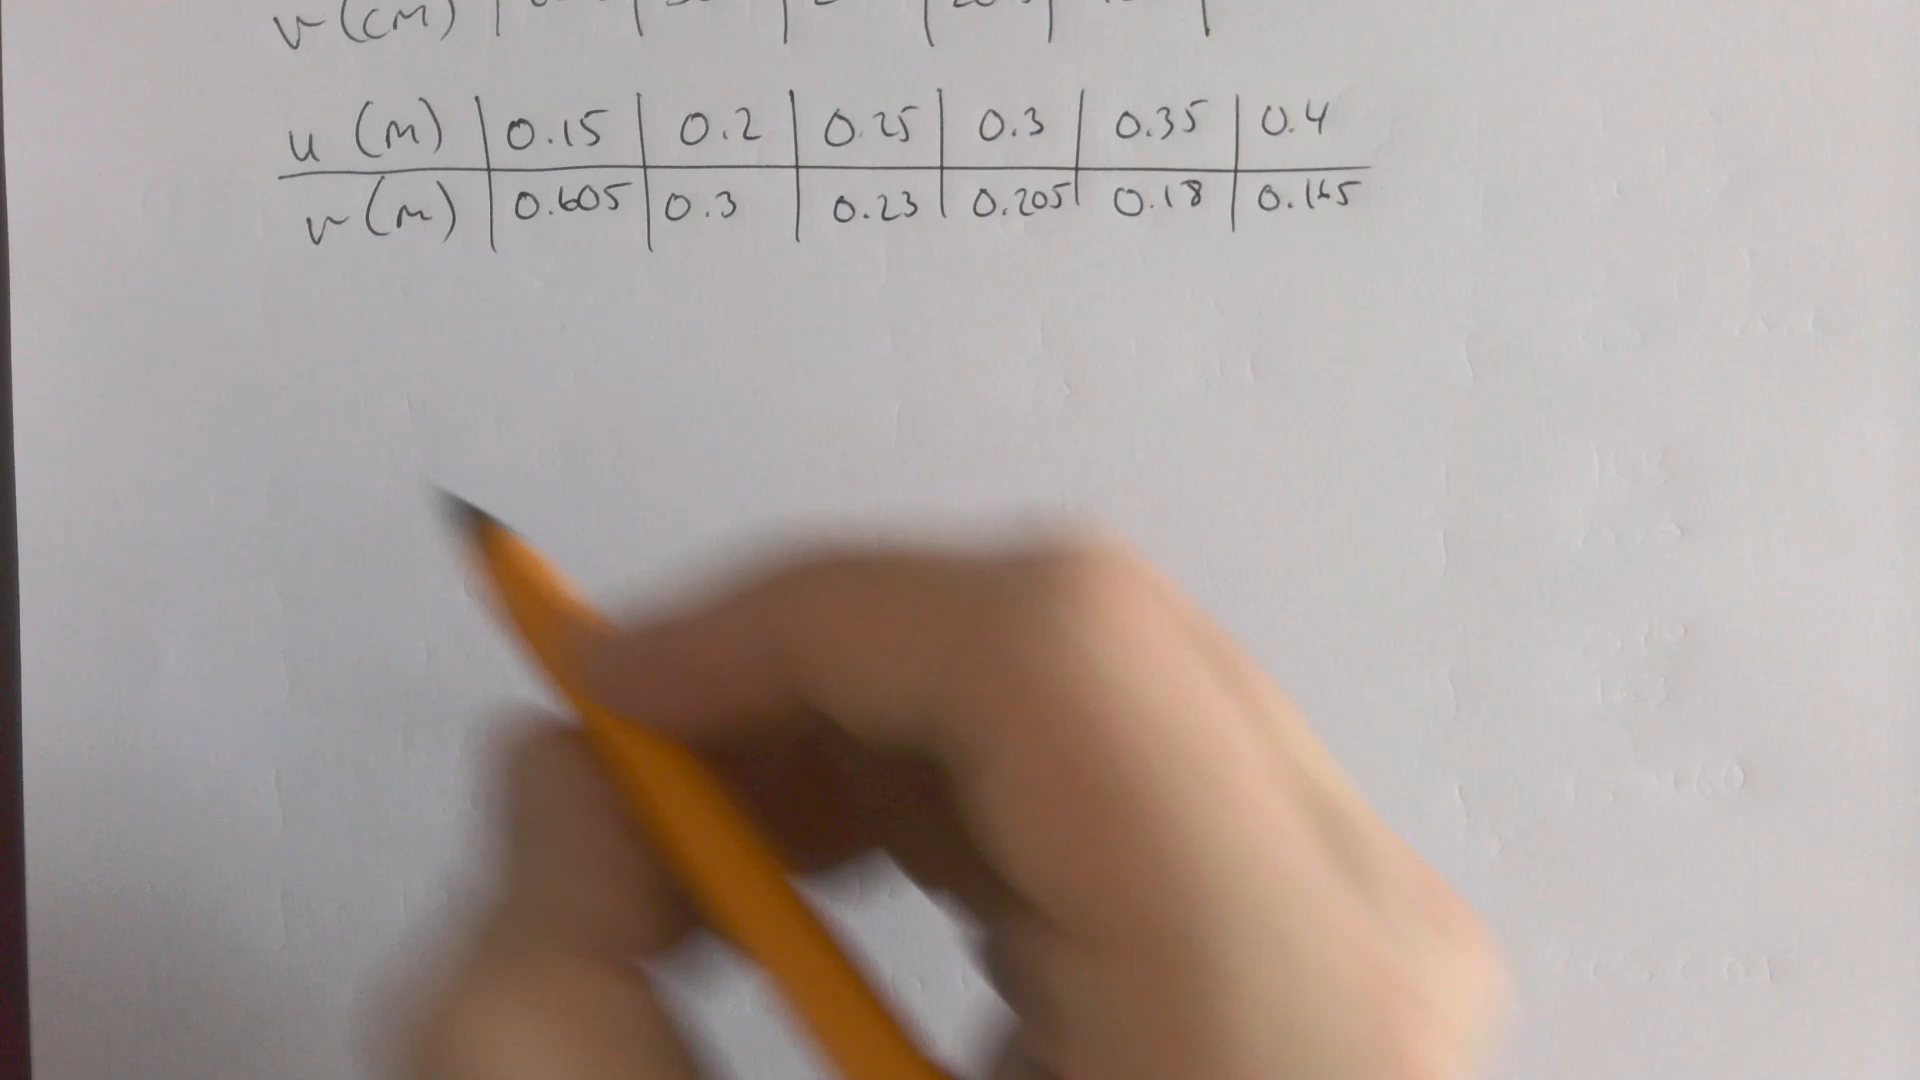 v (cm)
u (m) | 0.15 | 0.2 | 0.25 | 0.3 | 0.35 | 0.4
v (m) | 0.605 | 0.3 | 0.23 | 0.205 | 0.18 | 0.165